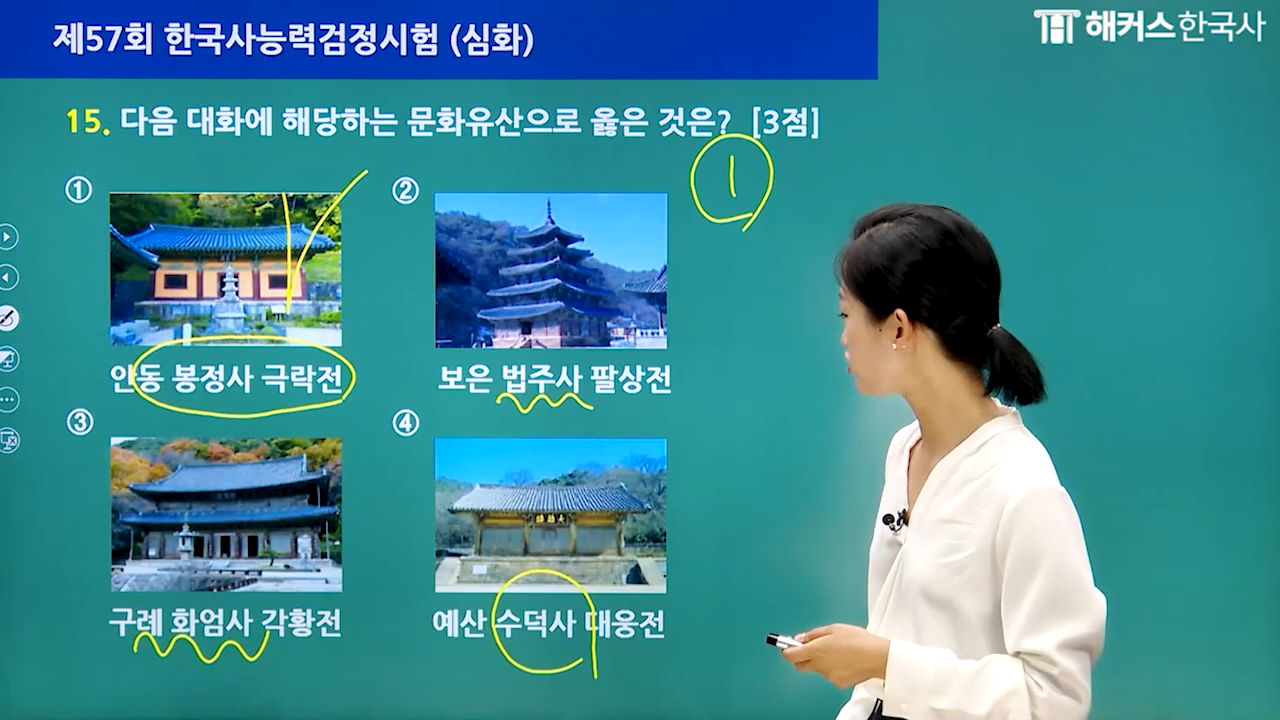 제57회 한국사능력검정시험 (심화)
해커스한국사
15. 다음 대화에 해당하는 문화유산으로 옳은 것은? [3점]
①
1
②
안동 봉정사 극락전
보은 법주사 팔상전
③
④
구례 화엄사 각황전
예산 수덕사 대웅전